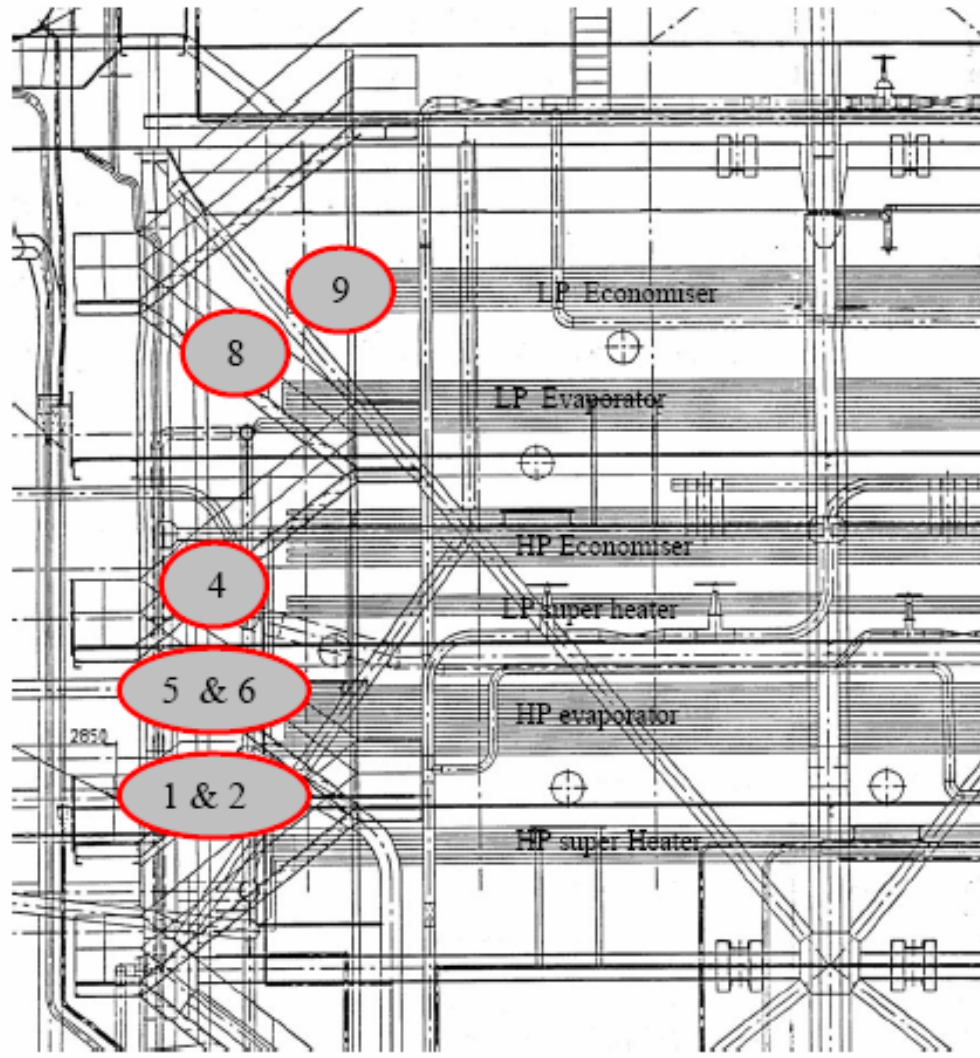 9
LP Economiser
8
LP Evaporator
HP Economiser
4
LP super heater
5 & 6
HP evaporator
2850
1 & 2
HP super Heater